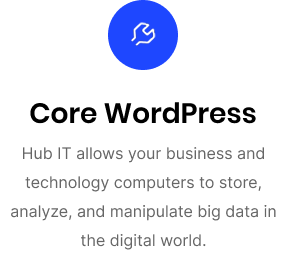 Core WordPress
Hub IT allows your business and
technology computers to store,
analyze, and manipulate big data in
the digital world.